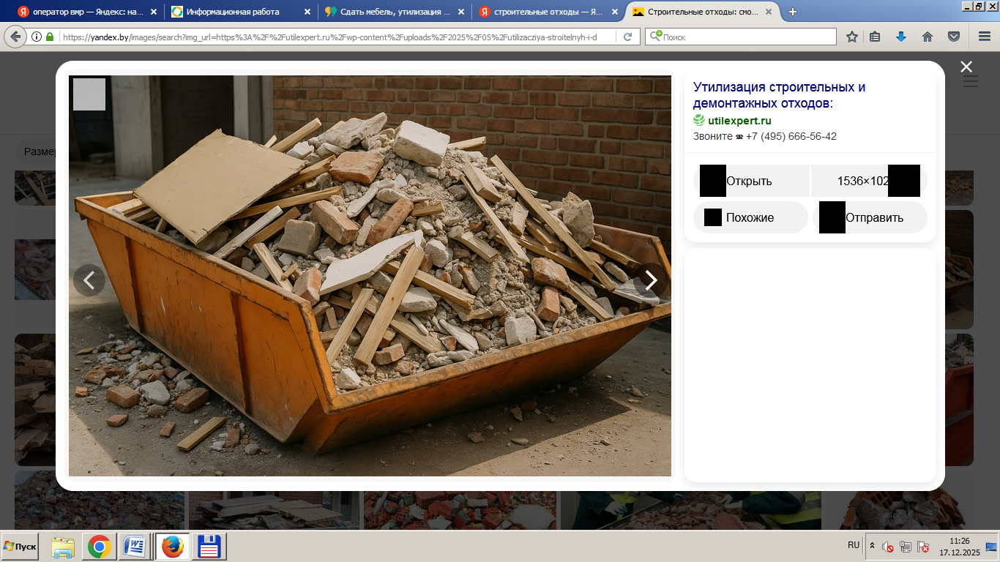 оператор вмр — Яндекс: на...
Информационная работа
Сдать мебель, утилизация ...
строительные отходы — Я...
Строительные отходы: смо...
https://yandex.by/images/search?img_url=https%3A%2F%2Futilexpert.ru%2Fwp-content%2Fuploads%2F2025%2F05%2Futilizacziya-stroitelnyh-i-d
Поиск
Размер
Утилизация строительных и
демонтажных отходов:
utilexpert.ru
Звоните ☎ +7 (495) 666-56-42
Открыть
1536×102
Похожие
Отправить
Пуск
RU
11:26
17.12.2025